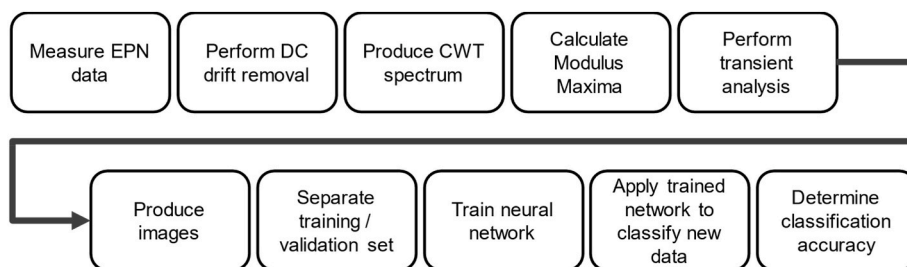 Measure EPN
data
Perform DC
drift removal
Produce CWT
spectrum
Calculate
Modulus
Maxima
Perform
transient
analysis
Produce
images
Separate
training /
validation set
Train neural
network
Apply trained
network to
classify new
data
Determine
classification
accuracy